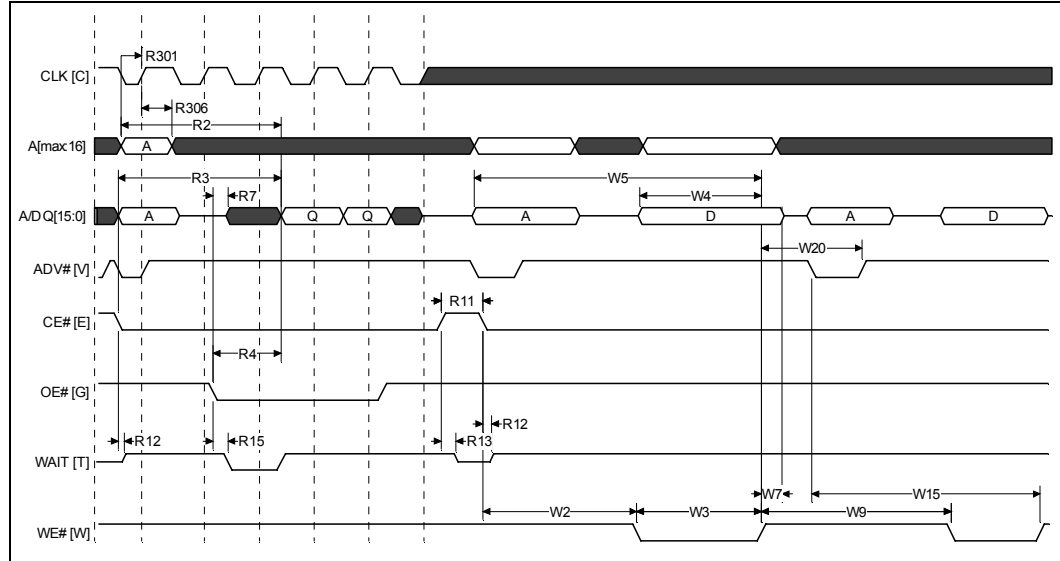 R301
CLK [C]
R306
R2
A[max:16]
A
R3
W5
R7
W4
A/DQ[15:0]
A
Q
Q
A
D
A
D
W20
ADV# [V]
R11
CE# [E]
R4
OE# [G]
R12
R12
R15
R13
WAIT [T]
W7
W15
W2
W3
W9
WE# [W]